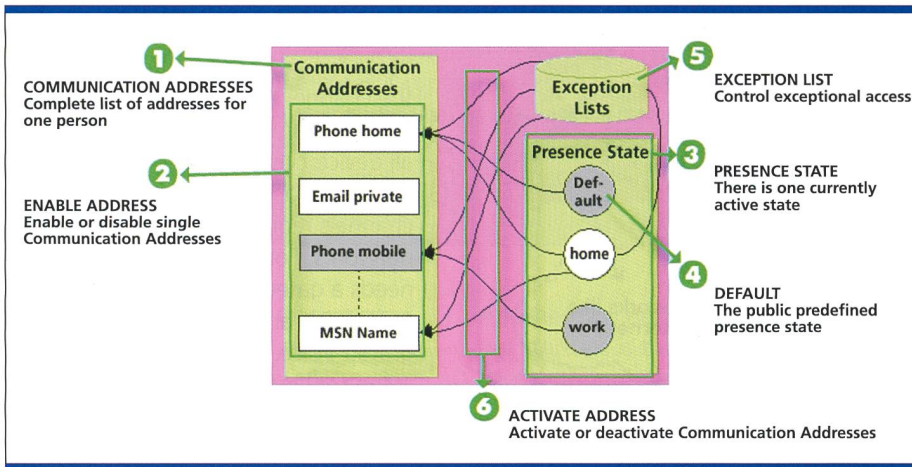 1
COMMUNICATION ADDRESSES
Complete list of addresses for
one person
2
ENABLE ADDRESS
Enable or disable single
Communication Addresses
Communication
Addresses
Phone home
Email private
Phone mobile
MSN Name
Exception
Lists
Presence State
Def-
ault
home
work
5
EXCEPTION LIST
Control exceptional access
3
PRESENCE STATE
There is one currently
active state
4
DEFAULT
The public predefined
presence state
6
ACTIVATE ADDRESS
Activate or deactivate Communication Addresses